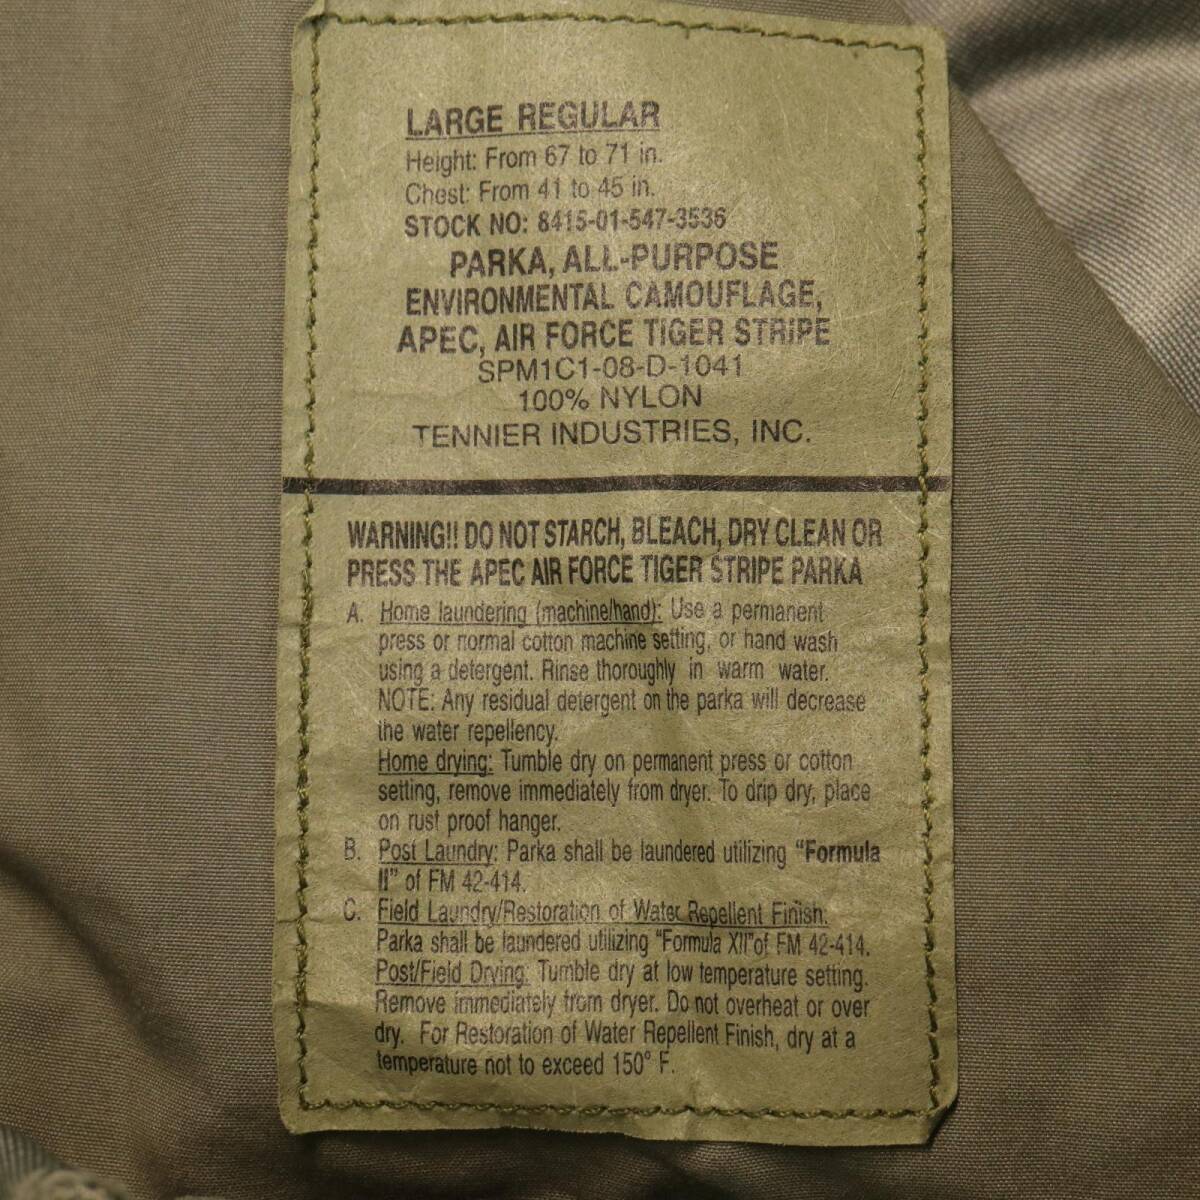 LARGE REGULAR
Height: From 67 to 71 in.
Chest: From 41 to 45 in.
STOCK NO: 8415-01-547-3536
PARKA, ALL-PURPOSE
ENVIRONMENTAL CAMOUFLAGE,
APEC, AIR FORCE TIGER STRIPE
SPM1C1-08-D-1041
100% NYLON
TENNIER INDUSTRIES, INC.
WARNING!! DO NOT STARCH, BLEACH, DRY CLEAN OR
PRESS THE APEC AIR FORCE TIGER STRIPE PARKA
A. Home laundering (machine/hand): Use a permanent
press or normal cotton machine setting, or hand wash
using a detergent. Rinse thoroughly in warm water.
NOTE: Any residual detergent on the parka will decrease
the water repellency.
Home drying: Tumble dry on permanent press or cotton
setting, remove immediately from dryer. To drip dry, place
on rust proof hanger.
B. Post Laundry: Parka shall be laundered utilizing "Formula
II" of FM 42-414.
C. Field Laundry/Restoration of Water Repellent Finish:
Parka shall be laundered utilizing "Formula XII"of FM 42-414.
Post/Field Drying: Tumble dry at low temperature setting.
Remove immediately from dryer. Do not overheat or over
dry. For Restoration of Water Repellent Finish, dry at a
temperature not to exceed 150° F.